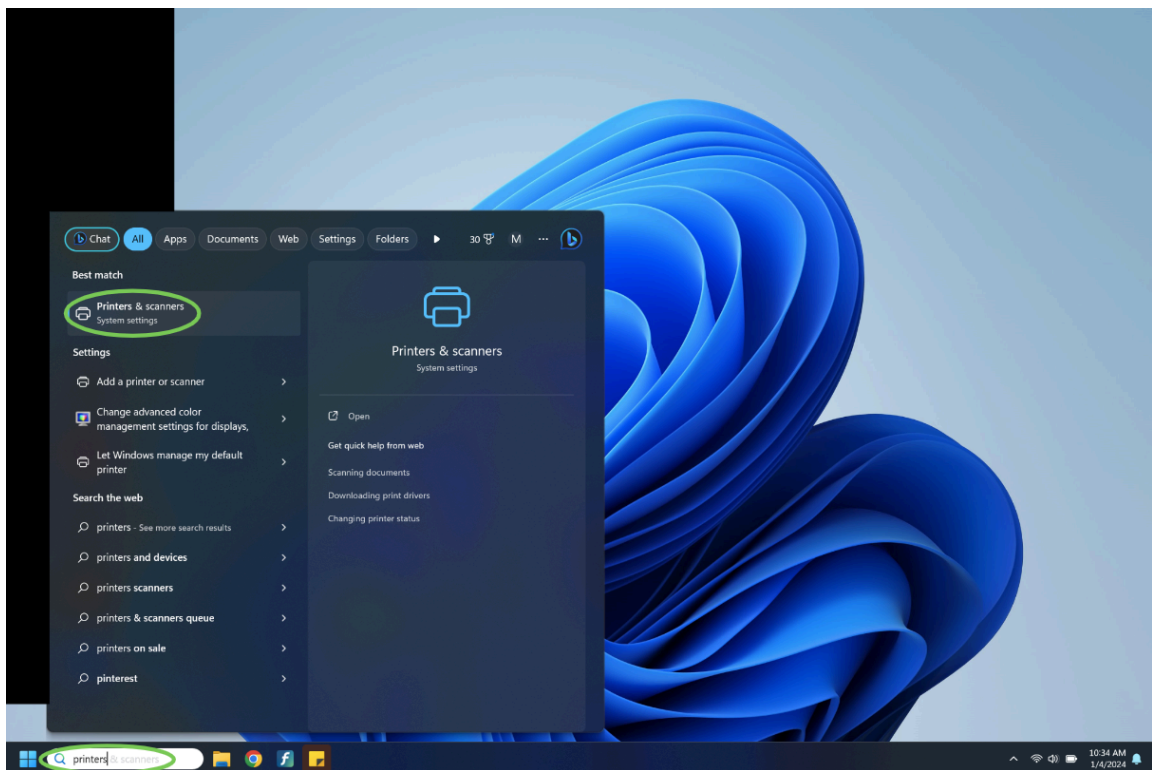 Chat All Apps Documents Web Settings Folders 30 M ...
Best match
Printers & scanners
System settings
Settings
Add a printer or scanner
Change advanced color
management settings for displays,
Let Windows manage my default
printer
Search the web
printers - See more search results
printers and devices
printers scanners
printers & scanners queue
printers on sale
pinterest
Printers & scanners
System settings
Open
Get quick help from web
Scanning documents
Downloading print drivers
Changing printer status
printers & scanners
10:34 AM
1/4/2024